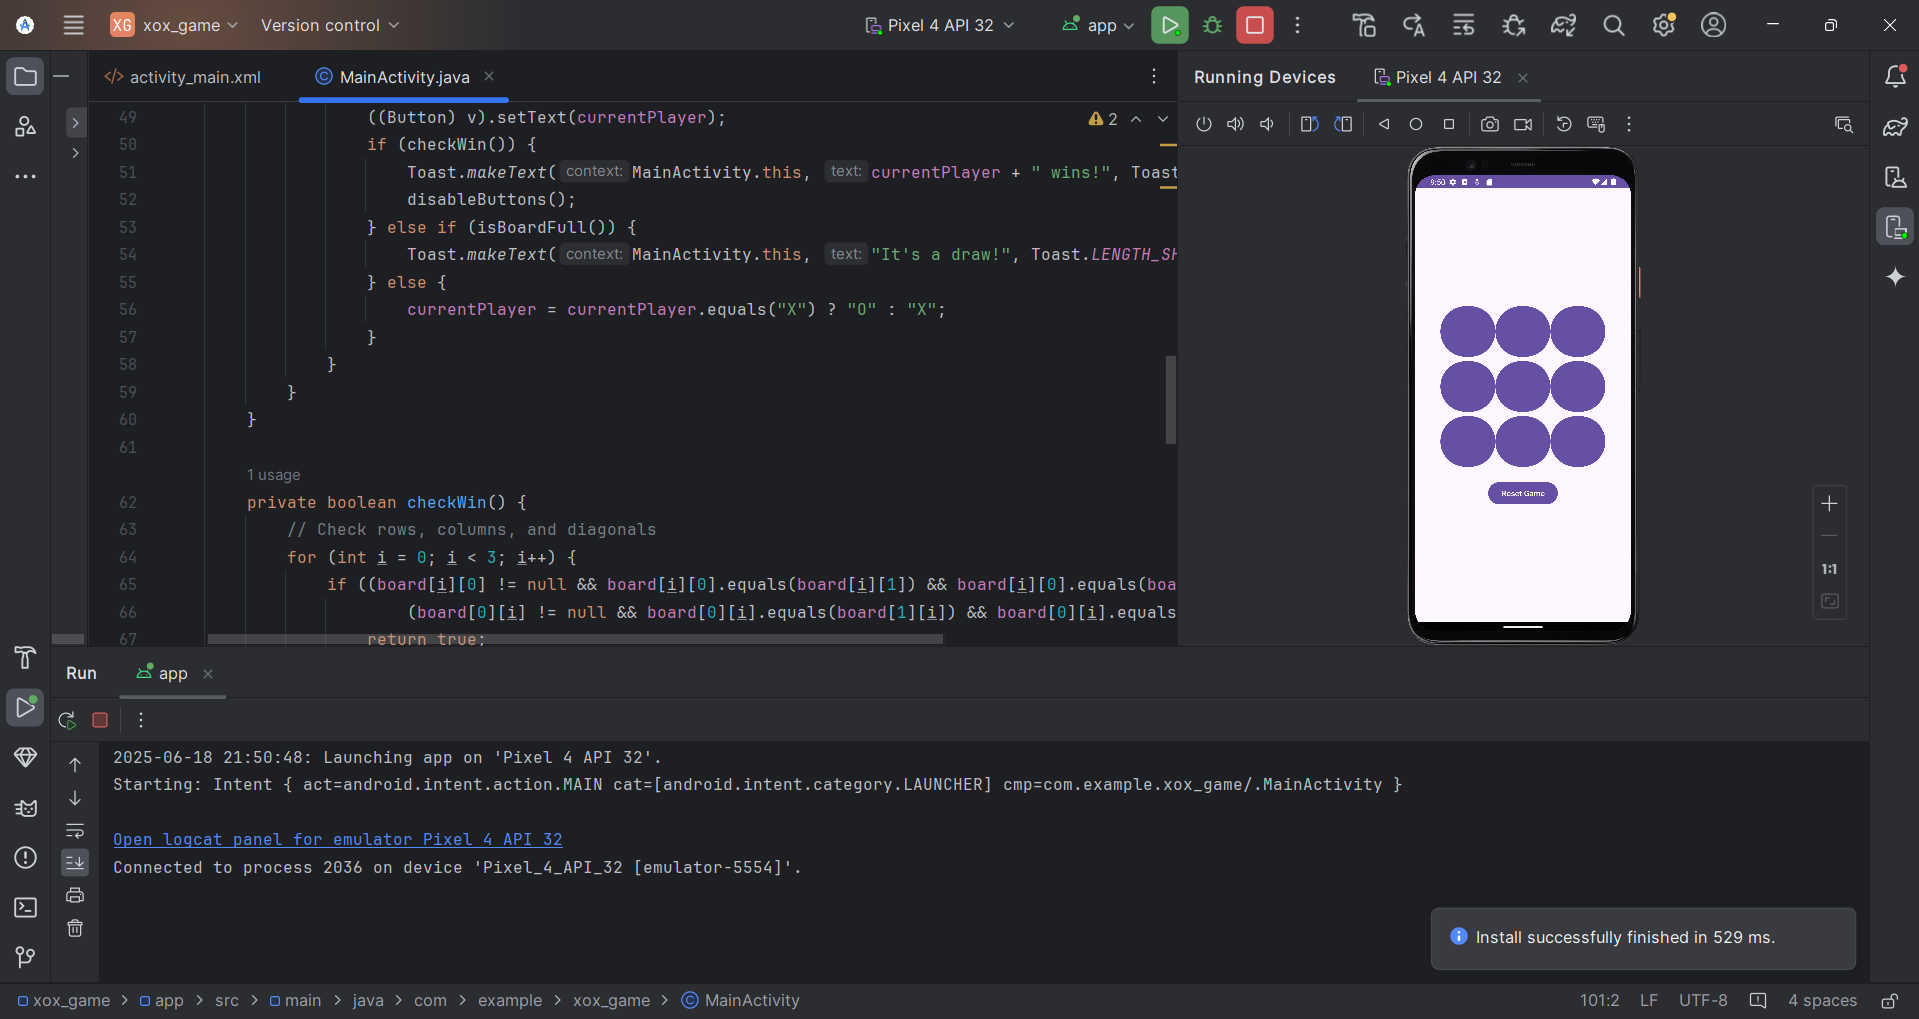 XG xox_game Version control Pixel 4 API 32 app
activity_main.xml MainActivity.java
Running Devices Pixel 4 API 32
49 ((Button) v).setText(currentPlayer);
2
50 if (checkWin()) {
51 Toast.makeText( context: MainActivity.this, text: currentPlayer + " wins!", Toast
52 disableButtons();
53 } else if (isBoardFull()) {
54 Toast.makeText( context: MainActivity.this, text: "It's a draw!", Toast.LENGTH_SH
55 } else {
56 currentPlayer = currentPlayer.equals("X") ? "O" : "X";
57 }
58 }
59 }
60 }
61
1 usage
62 private boolean checkWin() {
63 // Check rows, columns, and diagonals
64 for (int i = 0; i < 3; i++) {
65 if ((board[i][0] != null && board[i][0].equals(board[i][1]) && board[i][0].equals(boa
66 (board[0][i] != null && board[0][i].equals(board[1][i]) && board[0][i].equals
67 return true;
9:50
Reset Game
1:1
Run app
2025-06-18 21:50:48: Launching app on 'Pixel 4 API 32'.
Starting: Intent { act=android.intent.action.MAIN cat=[android.intent.category.LAUNCHER] cmp=com.example.xox_game/.MainActivity }
Open logcat panel for emulator Pixel 4 API 32
Connected to process 2036 on device 'Pixel_4_API_32 [emulator-5554]'.
Install successfully finished in 529 ms.
xox_game > app > src > main > java > com > example > xox_game > MainActivity
101:2 LF UTF-8 4 spaces